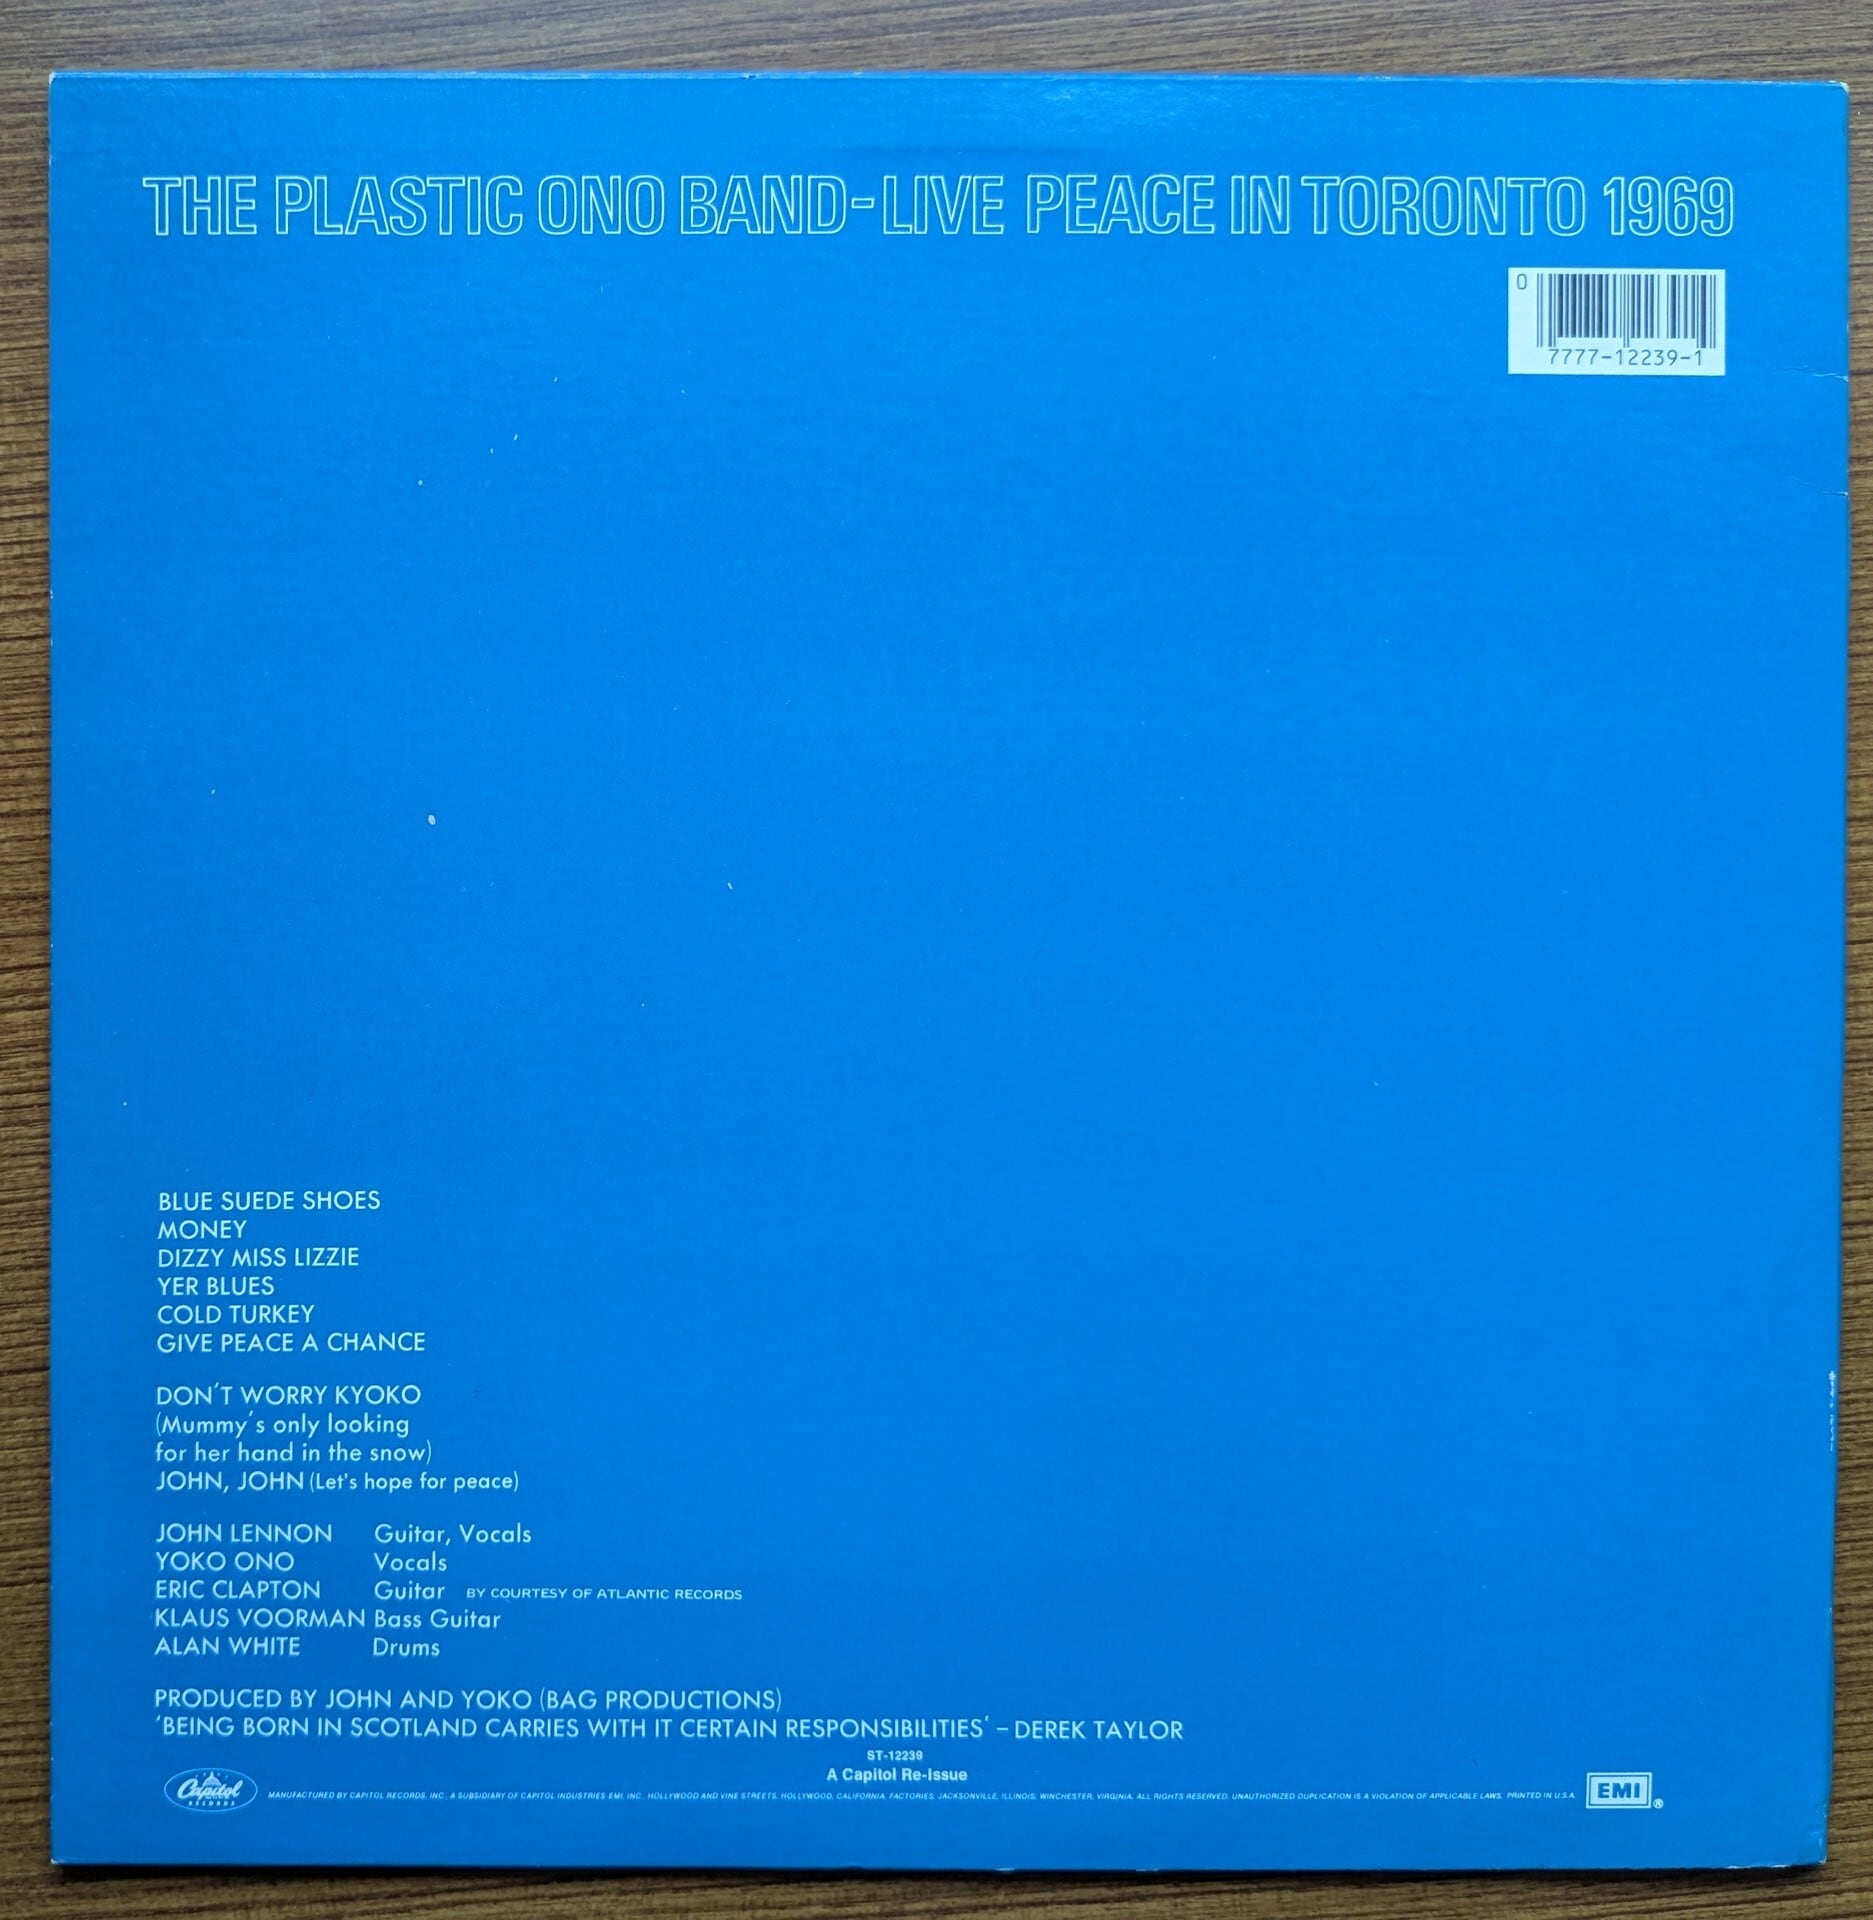 THE PLASTIC ONO BAND-LIVE PEACE IN TORONTO 1969
0
7777-12239-1
BLUE SUEDE SHOES
MONEY
DIZZY MISS LIZZIE
YER BLUES
COLD TURKEY
GIVE PEACE A CHANCE
DON'T WORRY KYOKO
(Mummy's only looking
for her hand in the snow)
JOHN, JOHN (Let's hope for peace)
JOHN LENNON Guitar, Vocals
YOKO ONO Vocals
ERIC CLAPTON Guitar BY COURTESY OF ATLANTIC RECORDS
KLAUS VOORMAN Bass Guitar
ALAN WHITE Drums
PRODUCED BY JOHN AND YOKO (BAG PRODUCTIONS)
'BEING BORN IN SCOTLAND CARRIES WITH IT CERTAIN RESPONSIBILITIES' – DEREK TAYLOR
ST-12239
A Capitol Re-Issue
Capitol
RECORDS
MANUFACTURED BY CAPITOL RECORDS, INC., A SUBSIDIARY OF CAPITOL INDUSTRIES-EMI, INC., HOLLYWOOD AND VINE STREETS, HOLLYWOOD, CALIFORNIA. FACTORIES: JACKSONVILLE, ILLINOIS; WINCHESTER, VIRGINIA. ALL RIGHTS RESERVED. UNAUTHORIZED DUPLICATION IS A VIOLATION OF APPLICABLE LAWS. PRINTED IN U.S.A.
EMI ®